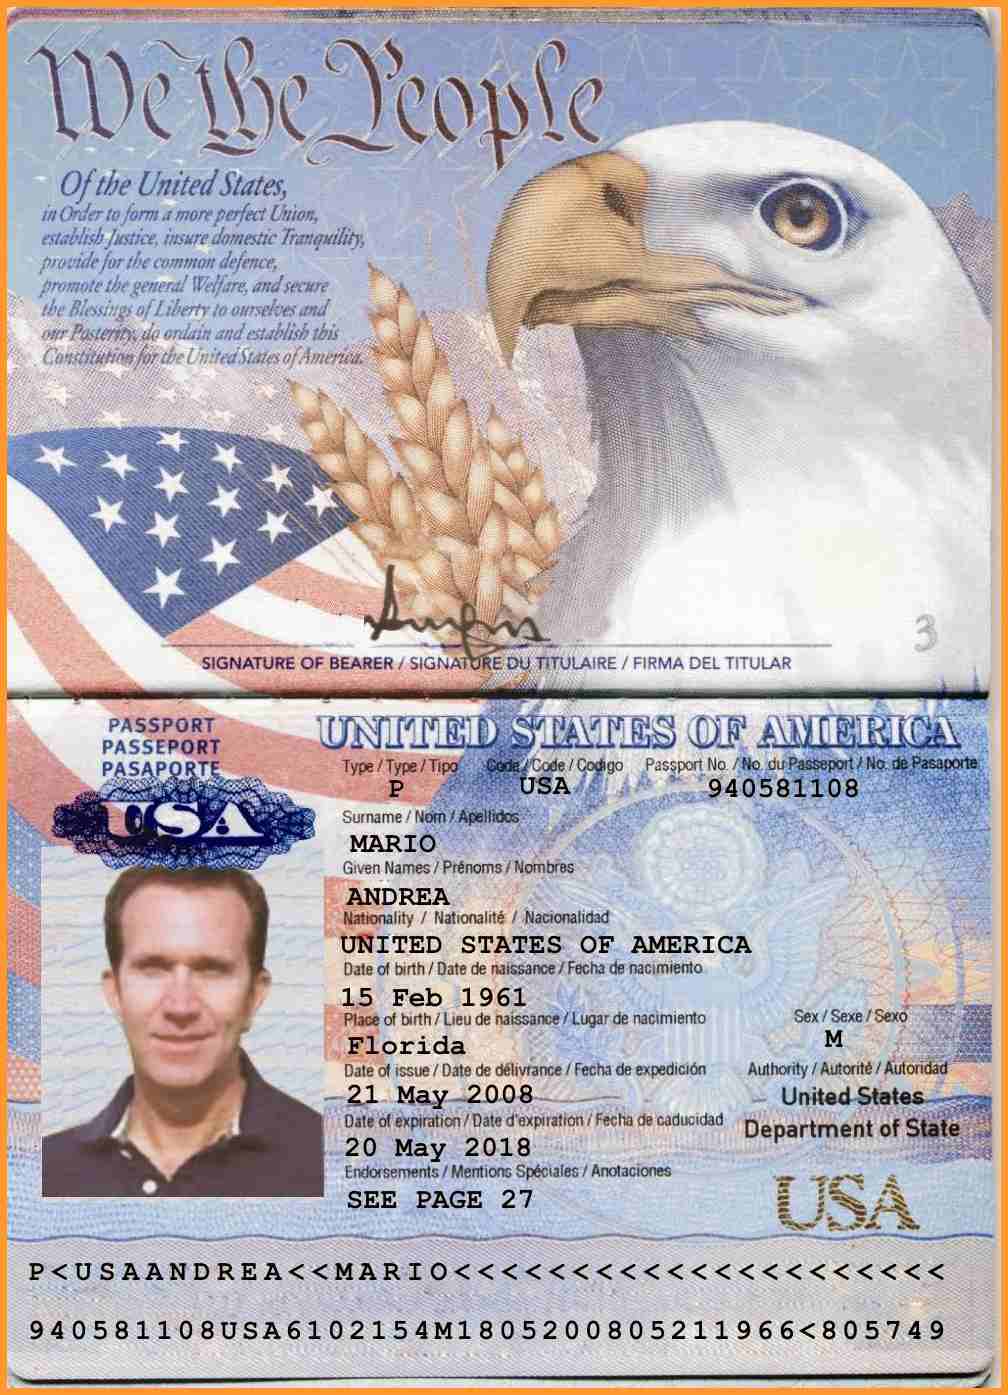 We the People
Of the United States,
in Order to form a more perfect Union,
establish Justice, insure domestic Tranquility,
provide for the common defence,
promote the general Welfare, and secure
the Blessings of Liberty to ourselves and
our Posterity, do ordain and establish this
Constitution for the United States of America.
3
SIGNATURE OF BEARER / SIGNATURE DU TITULAIRE / FIRMA DEL TITULAR
PASSPORT
PASSEPORT
PASAPORTE
USA
UNITED STATES OF AMERICA
Type / Type / Tipo Code / Code / Codigo Passport No. / No. du Passeport / No. de Pasaporte
P USA 940581108
Surname / Nom / Apellidos
MARIO
Given Names / Prénoms / Nombres
ANDREA
Nationality / Nationalité / Nacionalidad
UNITED STATES OF AMERICA
Date of birth / Date de naissance / Fecha de nacimiento
15 Feb 1961
Place of birth / Lieu de naissance / Lugar de nacimiento Sex / Sexe / Sexo
Florida M
Date of issue / Date de délivrance / Fecha de expedición Authority / Autorité / Autoridad
21 May 2008 United States
Date of expiration / Date d'expiration / Fecha de caducidad Department of State
20 May 2018
Endorsements / Mentions Spéciales / Anotaciones
SEE PAGE 27
USA
P<USAANDREA<<MARIO<<<<<<<<<<<<<<<<<<<
940581108USA6102154M1805200805211966<805749